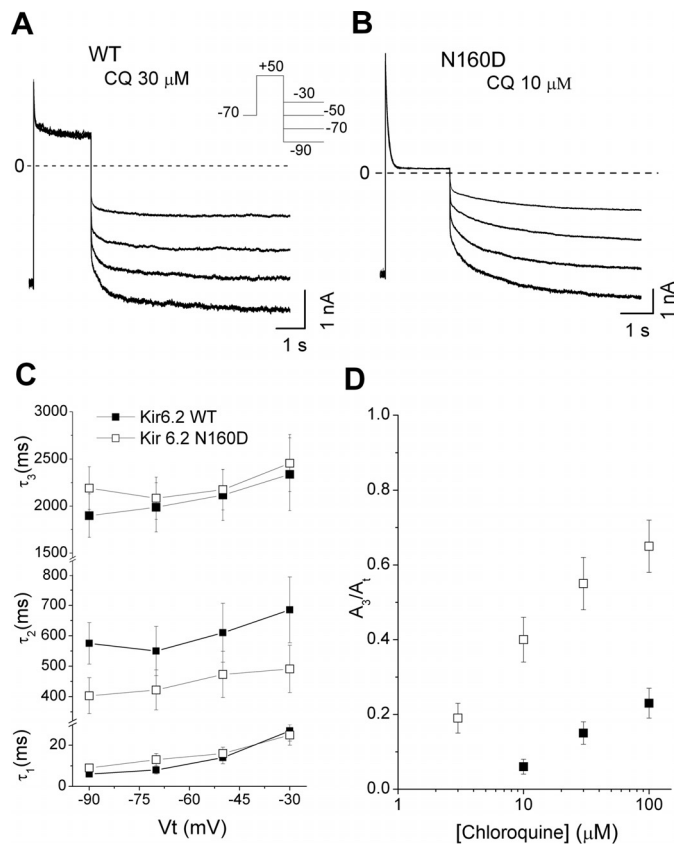 A
WT
CQ 30 μM
+50
-30
-70
-50
-70
-90
0
1 nA
1 s
B
N160D
CQ 10 μM
0
1 nA
1 s
C
Kir6.2 WT
Kir 6.2 N160D
3000
2500
2000
1500
τ3(ms)
800
700
600
500
400
τ2(ms)
20
0
τ1(ms)
-90 -75 -60 -45 -30
Vt (mV)
D
1.0
0.8
0.6
0.4
0.2
0.0
A3/At
1 10 100
[Chloroquine] (μM)